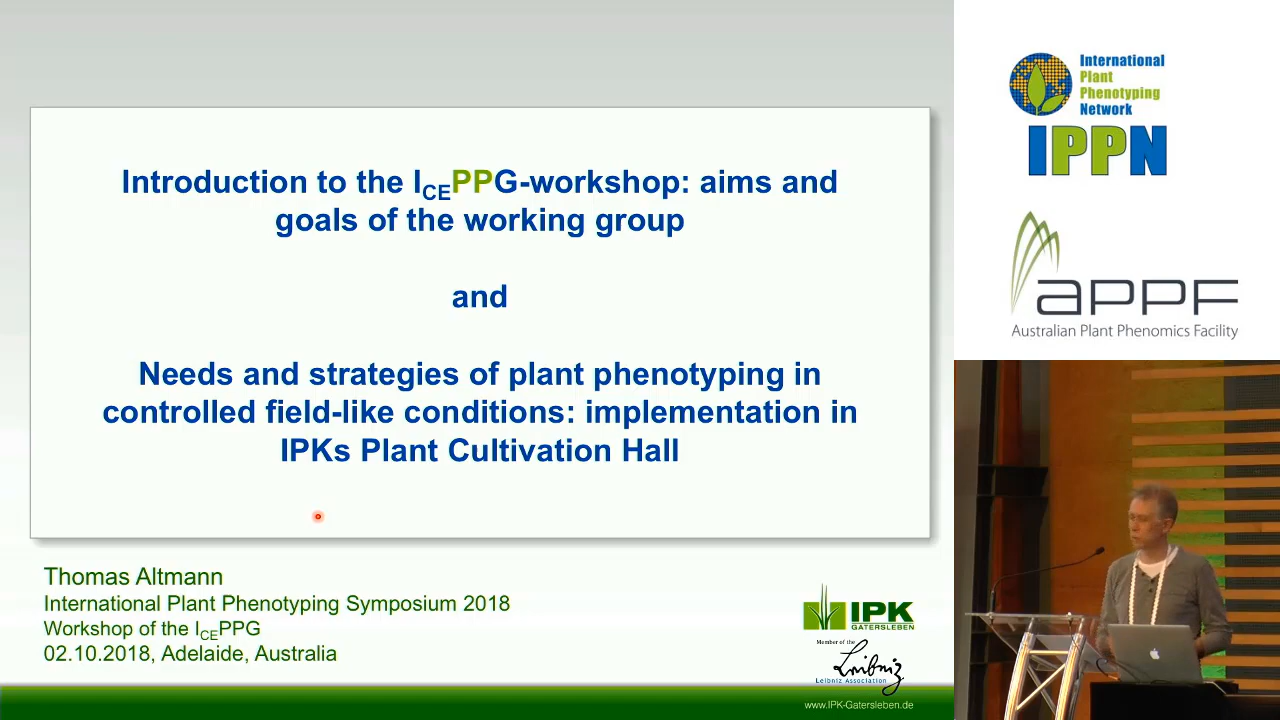 Introduction to the ICEPPG-workshop: aims and
goals of the working group
and
Needs and strategies of plant phenotyping in
controlled field-like conditions: implementation in
IPKs Plant Cultivation Hall
Thomas Altmann
International Plant Phenotyping Symposium 2018
Workshop of the ICEPPG
02.10.2018, Adelaide, Australia
IPK
GATERSLEBEN
Member of the
Leibniz
Leibniz Association
www.IPK-Gatersleben.de
International
Plant
Phenotyping
Network
IPPN
aPPF
Australian Plant Phenomics Facility